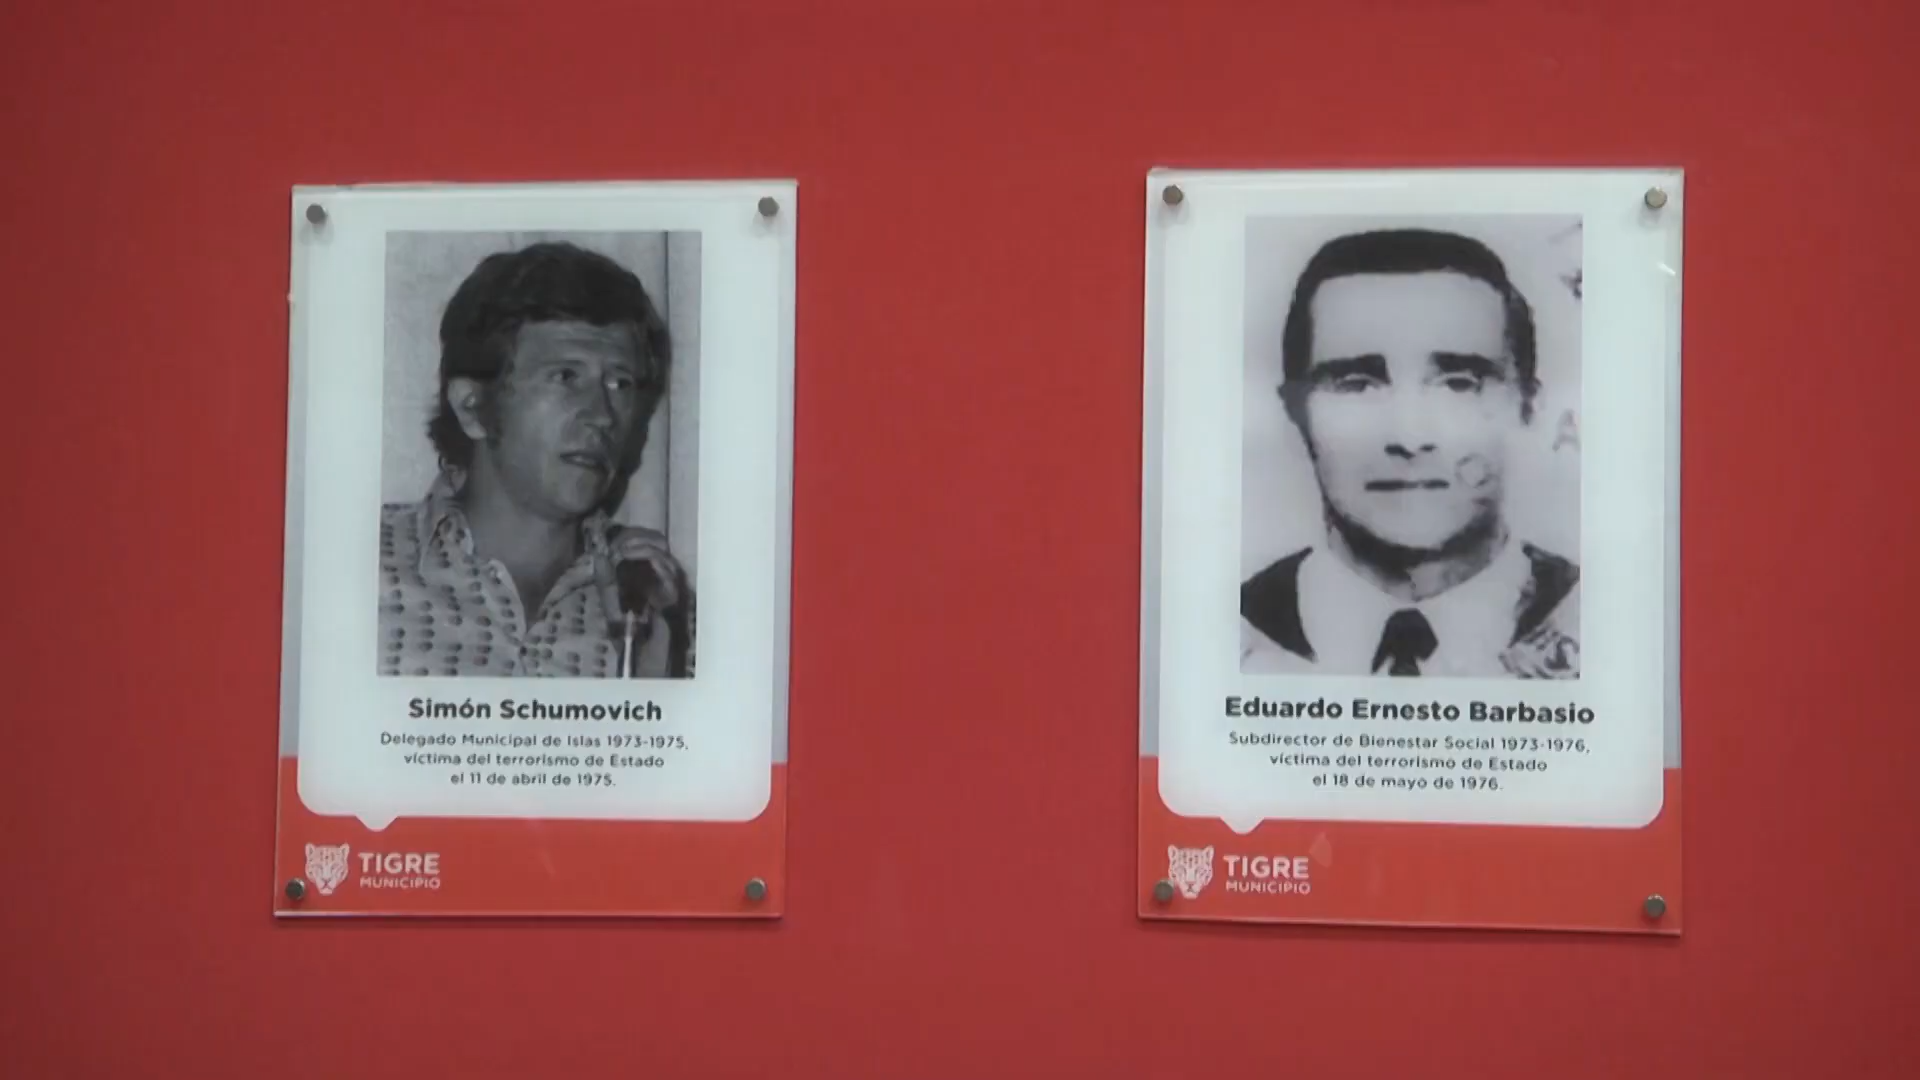 Simón Schumovich
Delegado Municipal de Islas 1973-1975,
víctima del terrorismo de Estado
el 11 de abril de 1975.
TIGRE
MUNICIPIO
Eduardo Ernesto Barbasio
Subdirector de Bienestar Social 1973-1976,
víctima del terrorismo de Estado
el 18 de mayo de 1976.
TIGRE
MUNICIPIO